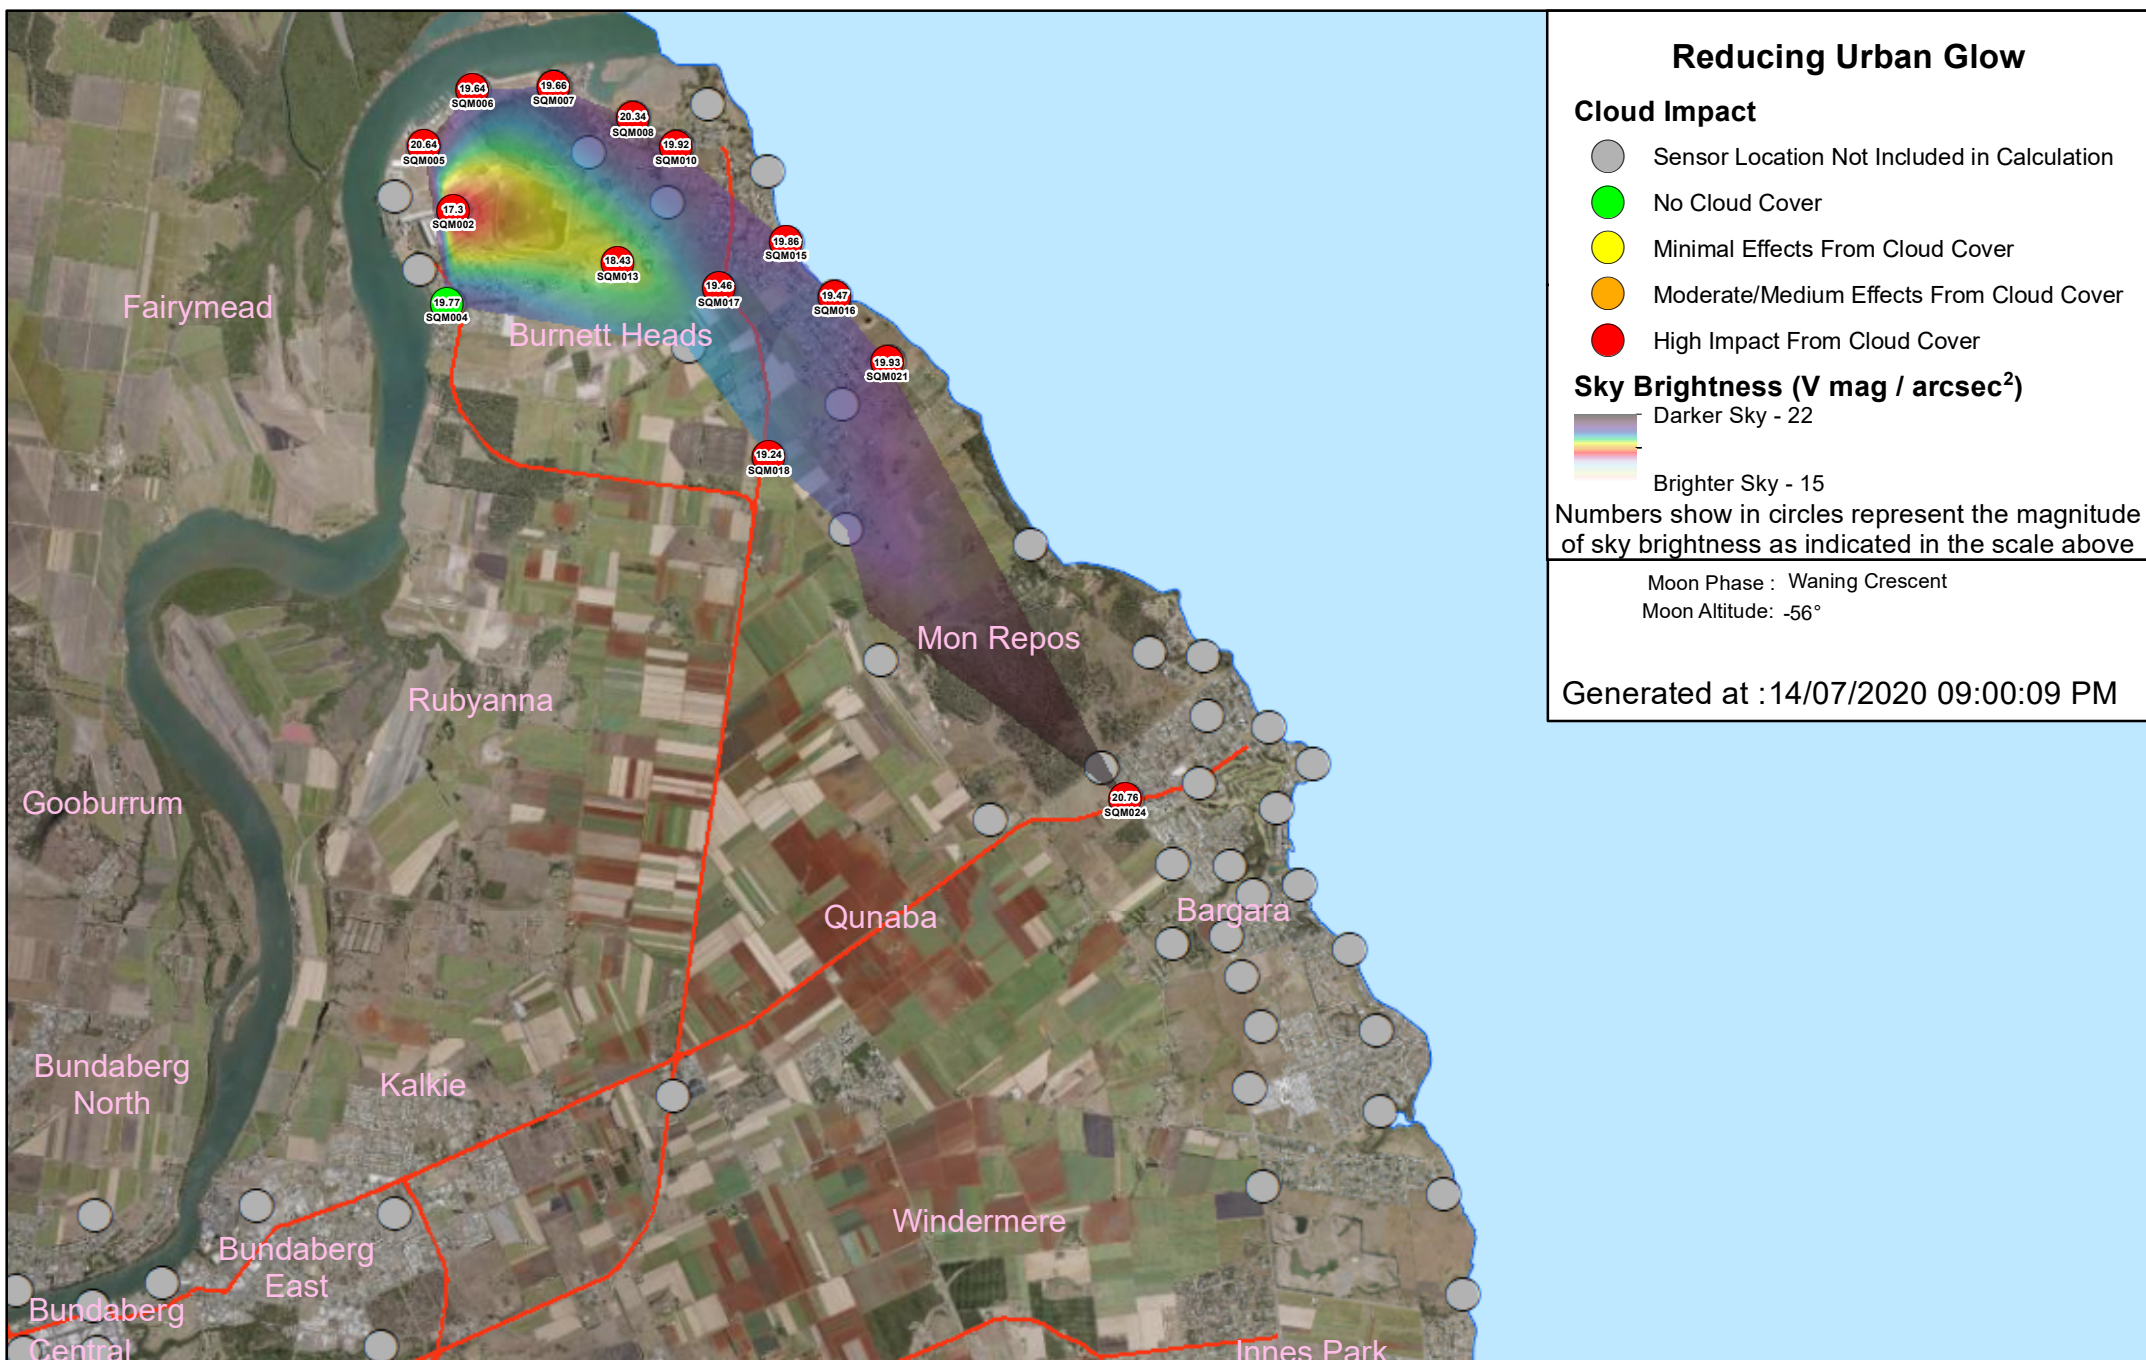 Reducing Urban Glow
Cloud Impact
Sensor Location Not Included in Calculation
No Cloud Cover
Minimal Effects From Cloud Cover
Moderate/Medium Effects From Cloud Cover
High Impact From Cloud Cover
Sky Brightness (V mag / arcsec²)
Darker Sky - 22
Brighter Sky - 15
Numbers show in circles represent the magnitude
of sky brightness as indicated in the scale above
Moon Phase : Waning Crescent
Moon Altitude: -56°
Generated at :14/07/2020 09:00:09 PM
19.64
SQM006
19.66
SQM007
20.34
SQM008
19.92
SQM010
20.64
SQM005
17.3
SQM002
18.43
SQM013
19.86
SQM015
19.46
SQM017
19.47
SQM016
19.77
SQM004
19.93
SQM021
19.24
SQM018
20.76
SQM024
Fairymead
Burnett Heads
Mon Repos
Rubyanna
Gooburrum
Qunaba
Bargara
Bundaberg
North
Kalkie
Windermere
Bundaberg
East
Bundaberg
Central
Innes Park